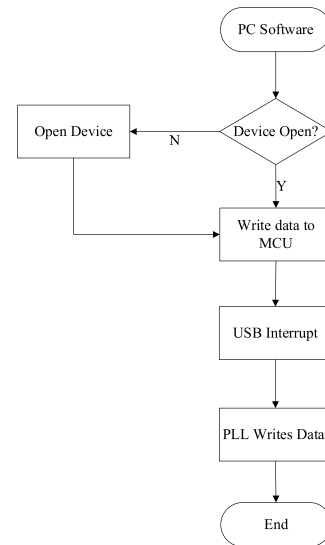 PC Software
Device Open?
Open Device
N
Y
Write data to
MCU
USB Interrupt
PLL Writes Data
End